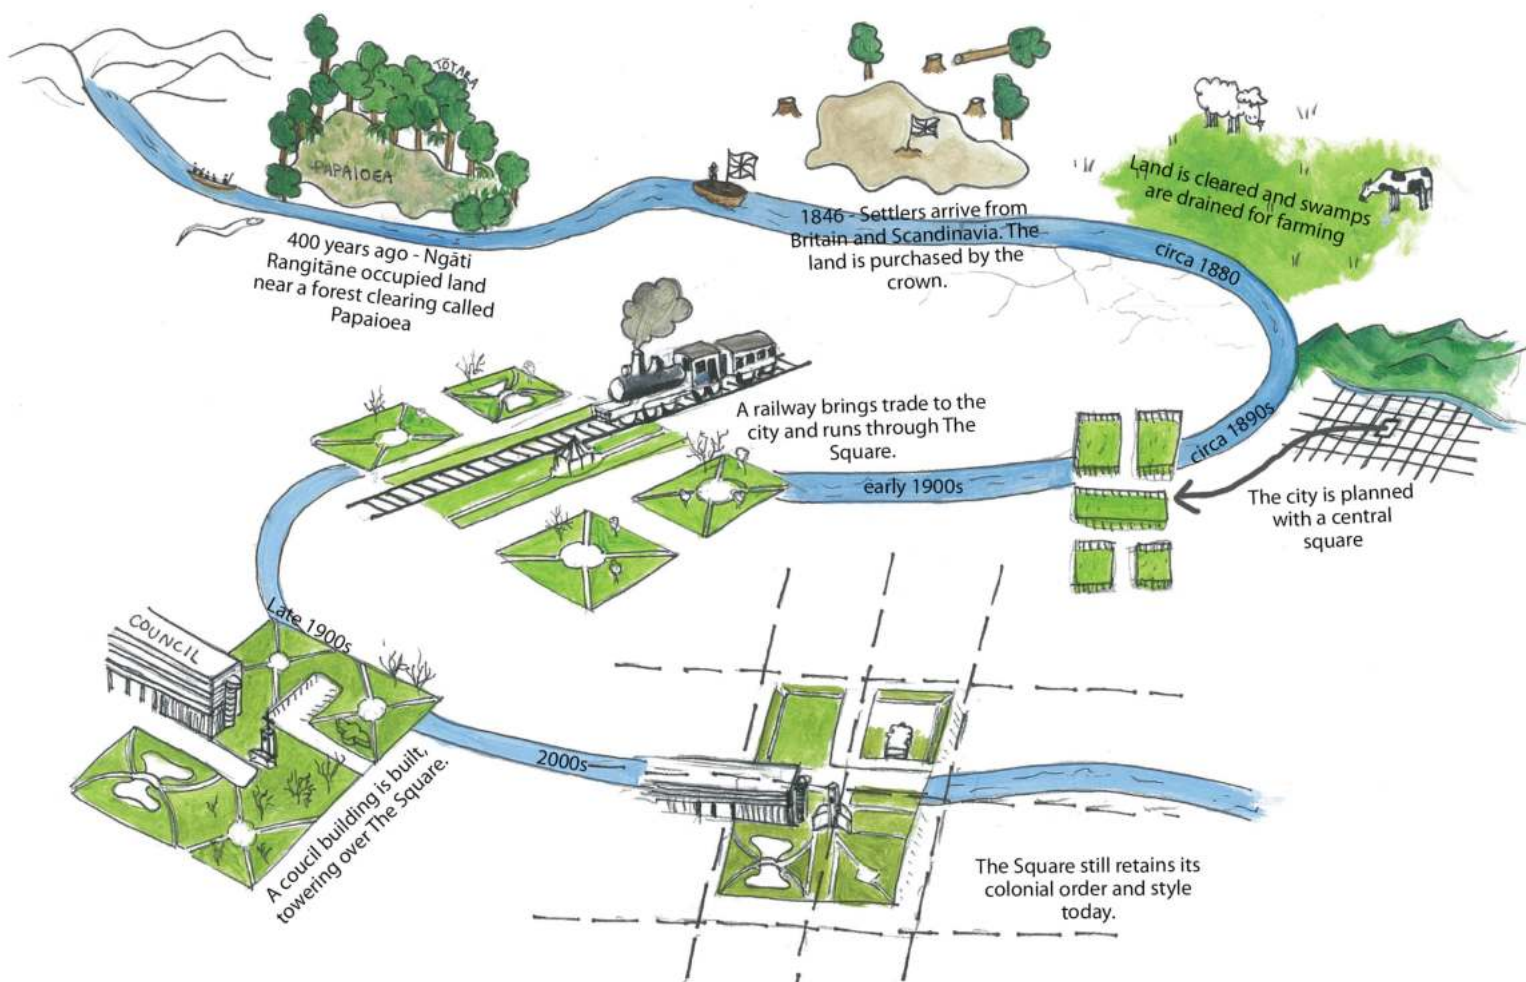 TOTARA
PAPAIOEA
400 years ago - Ngāti
Rangitāne occupied land
near a forest clearing called
Papaioea
1846 - Settlers arrive from
Britain and Scandinavia. The
land is purchased by the
crown.
Land is cleared and swamps
are drained for farming
circa 1880
circa 1890s
The city is planned
with a central
square
early 1900s
A railway brings trade to the
city and runs through The
Square.
Late 1900s
COUNCIL
A coucil building is built,
towering over The Square.
2000s
The Square still retains its
colonial order and style
today.